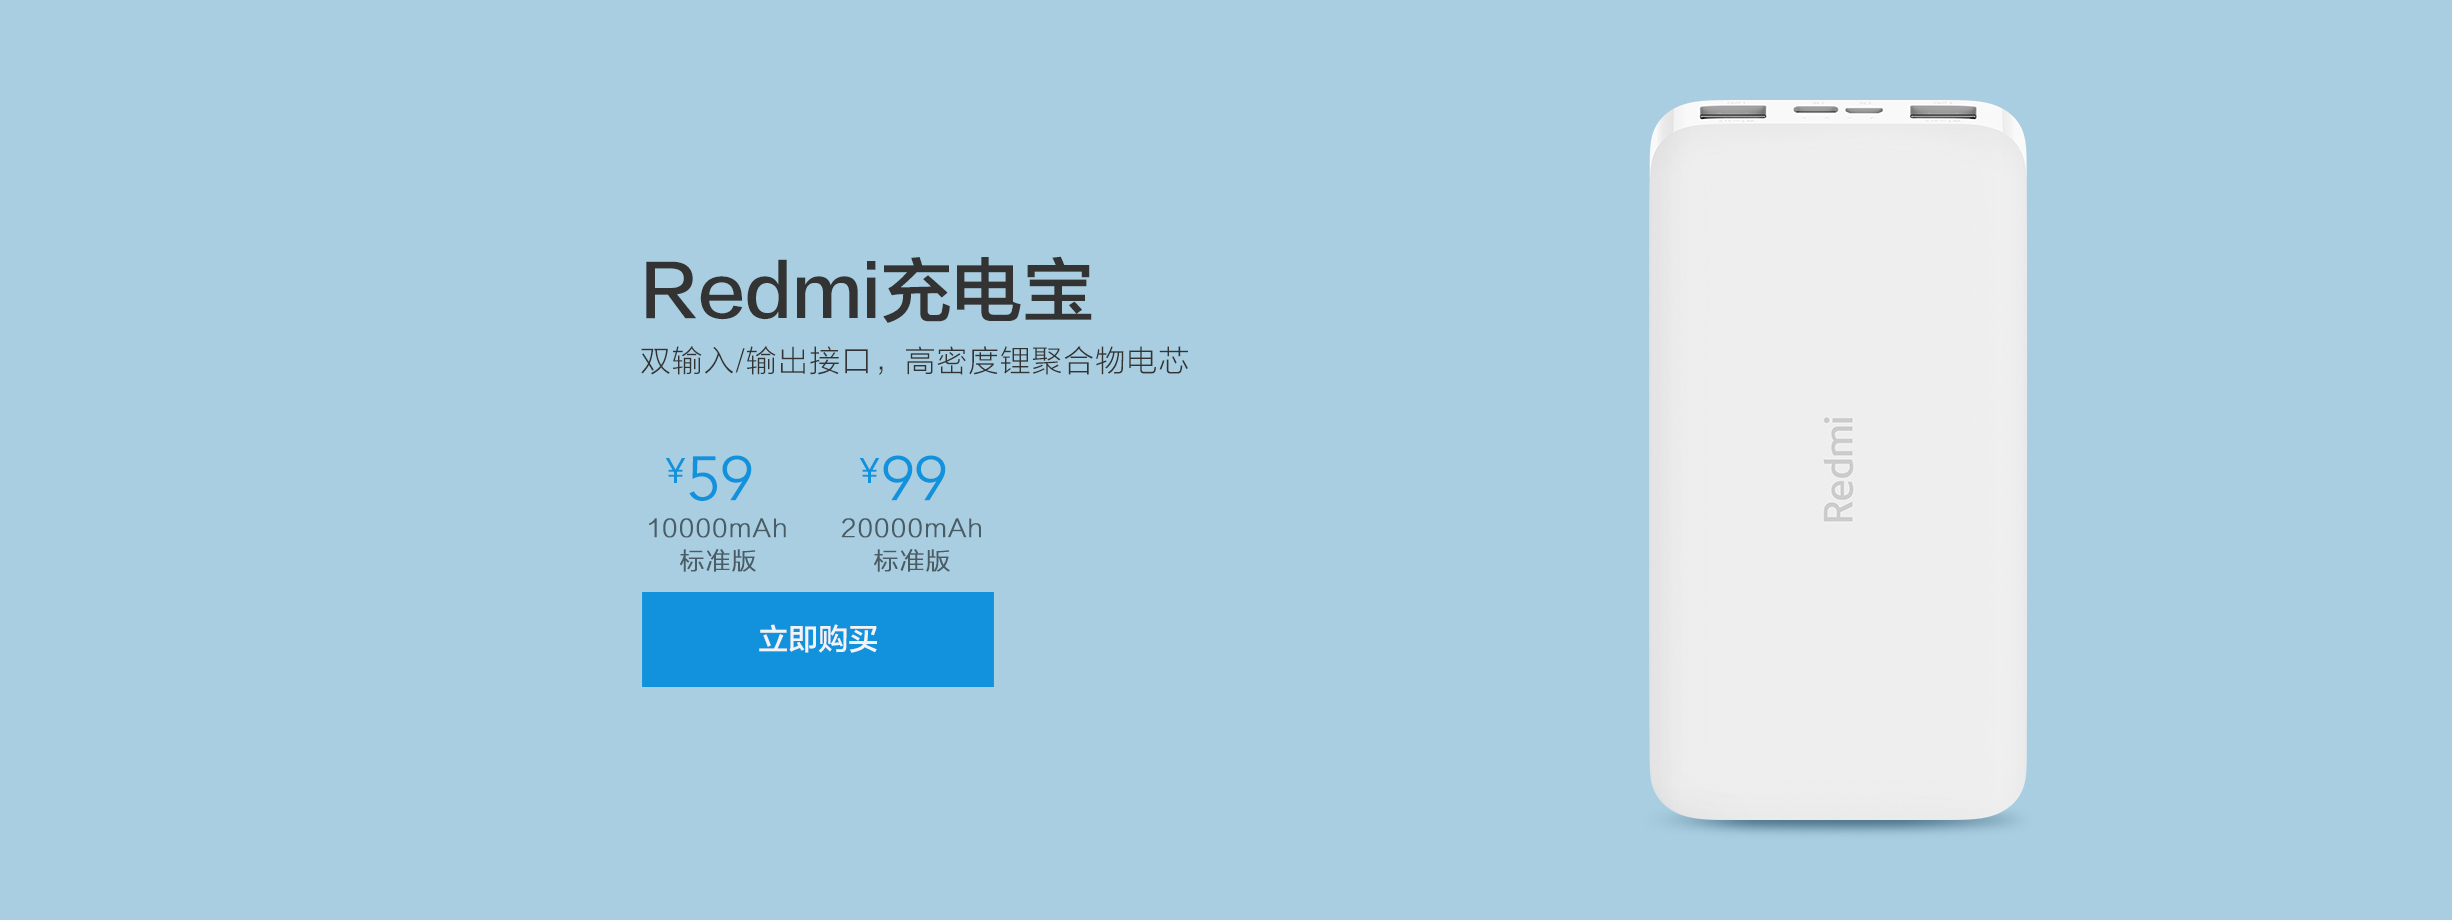 Redmi充电宝
双输入/输出接口，高密度锂聚合物电芯
¥59 ¥99
10000mAh 20000mAh
标准版 标准版
立即购买
Redmi